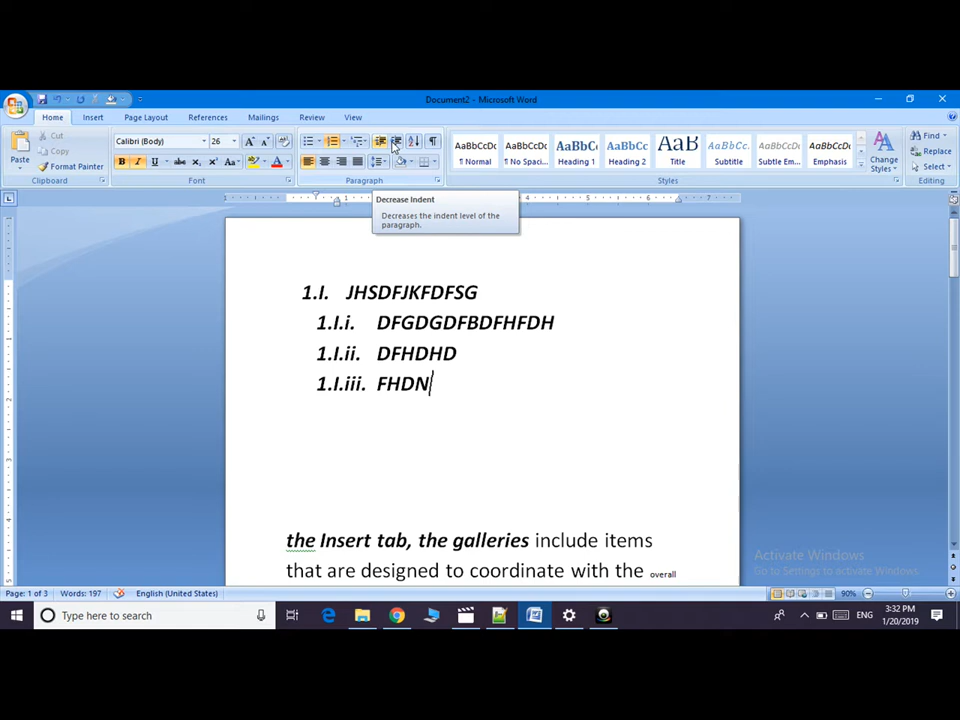 Document2 - Microsoft Word
Home Insert Page Layout References Mailings Review View
Paste
Cut
Copy
Format Painter
Clipboard
Calibri (Body) 26
Font
Paragraph
AaBbCcDc AaBbCcDc AaBbC AaBbCc AaB AaBbCc. AaBbCcDc AaBbCcDc
¶ Normal ¶ No Spaci... Heading 1 Heading 2 Title Subtitle Subtle Em... Emphasis
Styles
Change Styles
Find
Replace
Select
Editing
Decrease Indent
Decreases the indent level of the
paragraph.
1.I. JHSDFJKFDFSG
1.I.i. DFGDGDFBDFHFDH
1.I.ii. DFHDHD
1.I.iii. FHDN
the Insert tab, the galleries include items
that are designed to coordinate with the overall
Activate Windows
Go to Settings to activate Windows.
Page: 1 of 3 Words: 197 English (United States) 90%
Type here to search
ENG
3:32 PM
1/20/2019